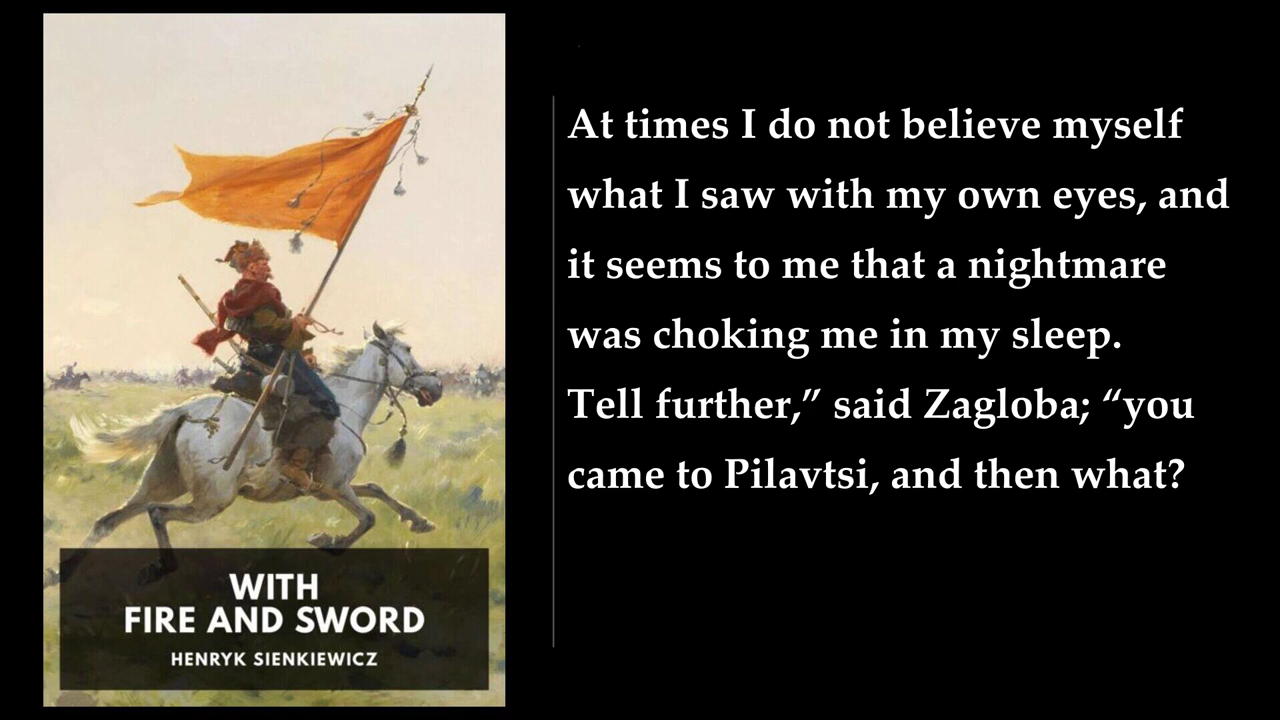 WITH
FIRE AND SWORD
HENRYK SIENKIEWICZ
At times I do not believe myself
what I saw with my own eyes, and
it seems to me that a nightmare
was choking me in my sleep.
Tell further,” said Zagloba; “you
came to Pilavtsi, and then what?